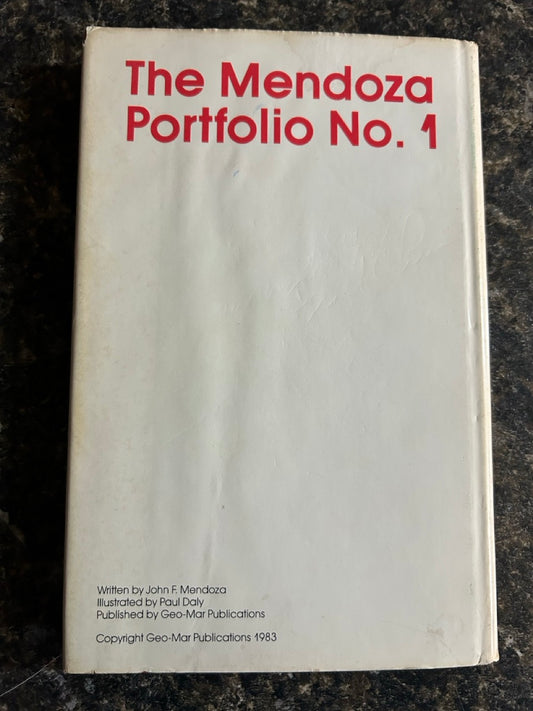 The Mendoza
Portfolio No. 1
Written by John F. Mendoza
Illustrated by Paul Daly
Published by Geo-Mar Publications
Copyright Geo-Mar Publications 1983